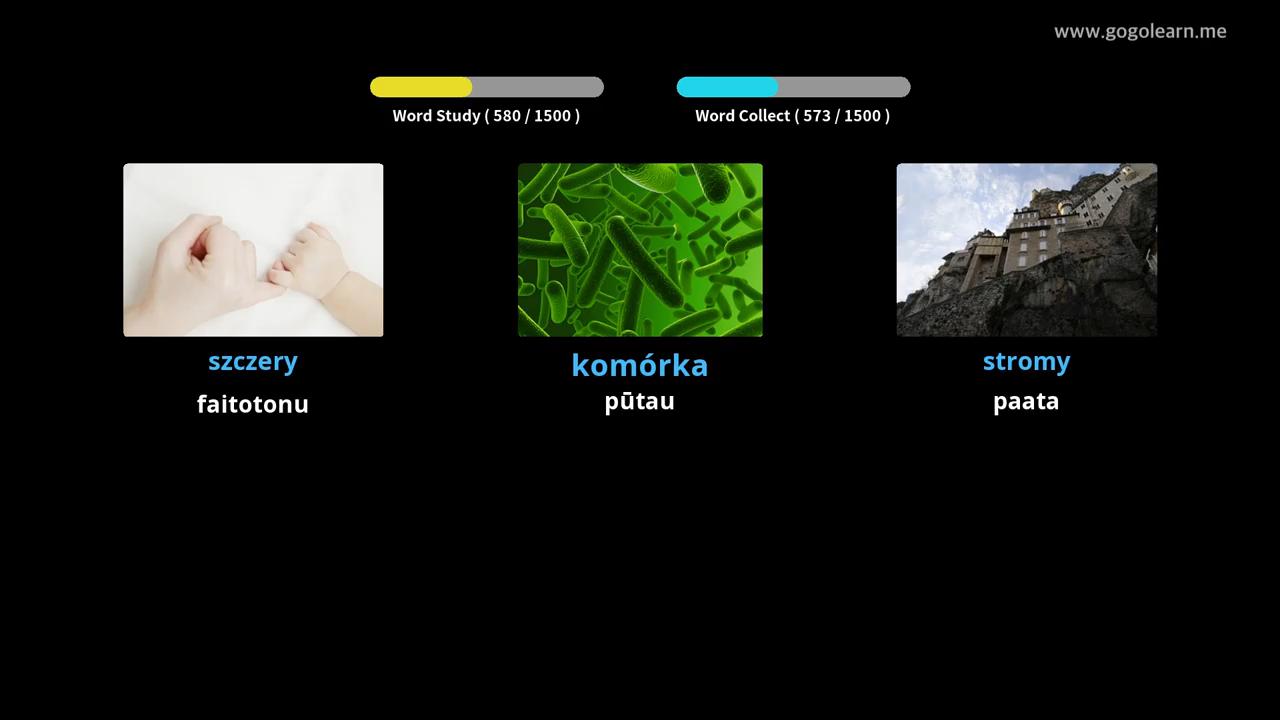 www.gogolearn.me
Word Study ( 580 / 1500 )
Word Collect ( 573 / 1500 )
szczery
faitotonu
komórka
pūtau
stromy
paata